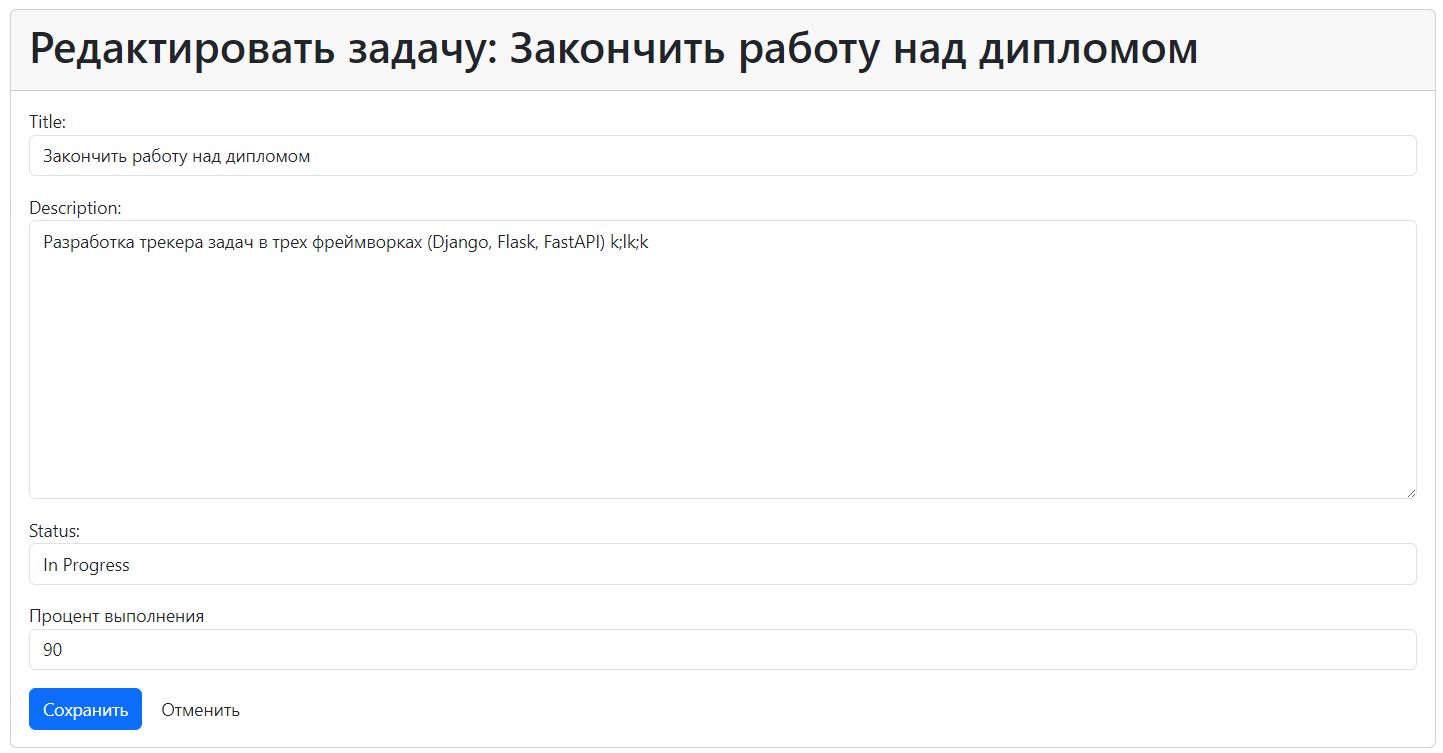 Редактировать задачу: Закончить работу над дипломом
Title:
Закончить работу над дипломом
Description:
Разработка трекера задач в трех фреймворках (Django, Flask, FastAPI) k;lk;k
Status:
In Progress
Процент выполнения
90
Сохранить Отменить